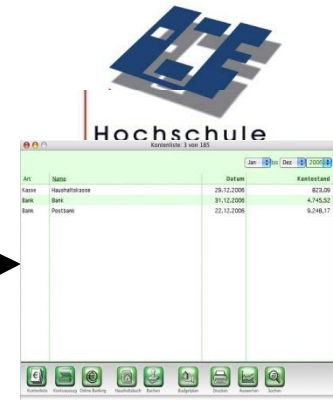 Hochschule
Kontenliste: 3 von 185
Jan bis Dez 2006
Art Name Datum Kontostand
Kasse Haushaltskasse 29.12.2006 823,09
Bank Bank 31.12.2006 4.745,52
Bank Postbank 22.12.2006 9.248,17
Kontenliste Kontoauszug Online Banking Haushaltsbuch Buchen Budgetplan Drucken Auswerten Suchen